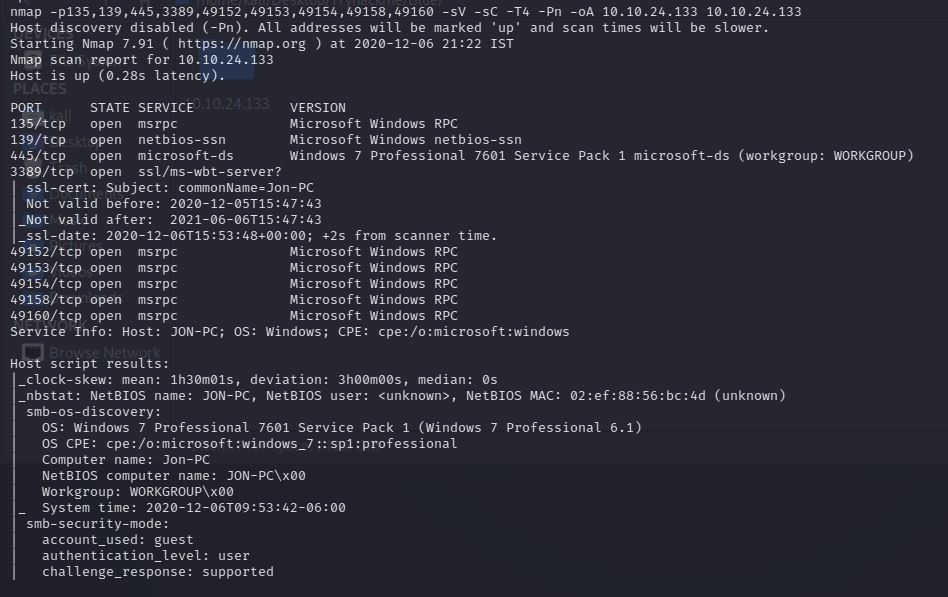 nmap -p135,139,445,3389,49152,49153,49154,49158,49160 -sV -sC -T4 -Pn -oA 10.10.24.133 10.10.24.133
Host discovery disabled (-Pn). All addresses will be marked 'up' and scan times will be slower.
Starting Nmap 7.91 ( https://nmap.org ) at 2020-12-06 21:22 IST
Nmap scan report for 10.10.24.133
Host is up (0.28s latency).
PORT      STATE SERVICE            VERSION
135/tcp   open  msrpc              Microsoft Windows RPC
139/tcp   open  netbios-ssn        Microsoft Windows netbios-ssn
445/tcp   open  microsoft-ds       Windows 7 Professional 7601 Service Pack 1 microsoft-ds (workgroup: WORKGROUP)
3389/tcp  open  ssl/ms-wbt-server?
| ssl-cert: Subject: commonName=Jon-PC
| Not valid before: 2020-12-05T15:47:43
|_Not valid after:  2021-06-06T15:47:43
|_ssl-date: 2020-12-06T15:53:48+00:00; +2s from scanner time.
49152/tcp open  msrpc              Microsoft Windows RPC
49153/tcp open  msrpc              Microsoft Windows RPC
49154/tcp open  msrpc              Microsoft Windows RPC
49158/tcp open  msrpc              Microsoft Windows RPC
49160/tcp open  msrpc              Microsoft Windows RPC
Service Info: Host: JON-PC; OS: Windows; CPE: cpe:/o:microsoft:windows
Host script results:
|_clock-skew: mean: 1h30m01s, deviation: 3h00m00s, median: 0s
|_nbstat: NetBIOS name: JON-PC, NetBIOS user: <unknown>, NetBIOS MAC: 02:ef:88:56:bc:4d (unknown)
| smb-os-discovery:
|   OS: Windows 7 Professional 7601 Service Pack 1 (Windows 7 Professional 6.1)
|   OS CPE: cpe:/o:microsoft:windows_7::sp1:professional
|   Computer name: Jon-PC
|   NetBIOS computer name: JON-PC\x00
|   Workgroup: WORKGROUP\x00
|_  System time: 2020-12-06T09:53:42-06:00
| smb-security-mode:
|   account_used: guest
|   authentication_level: user
|   challenge_response: supported
PLACES
kali
10.10.24.133
NETWORK
Browse Network